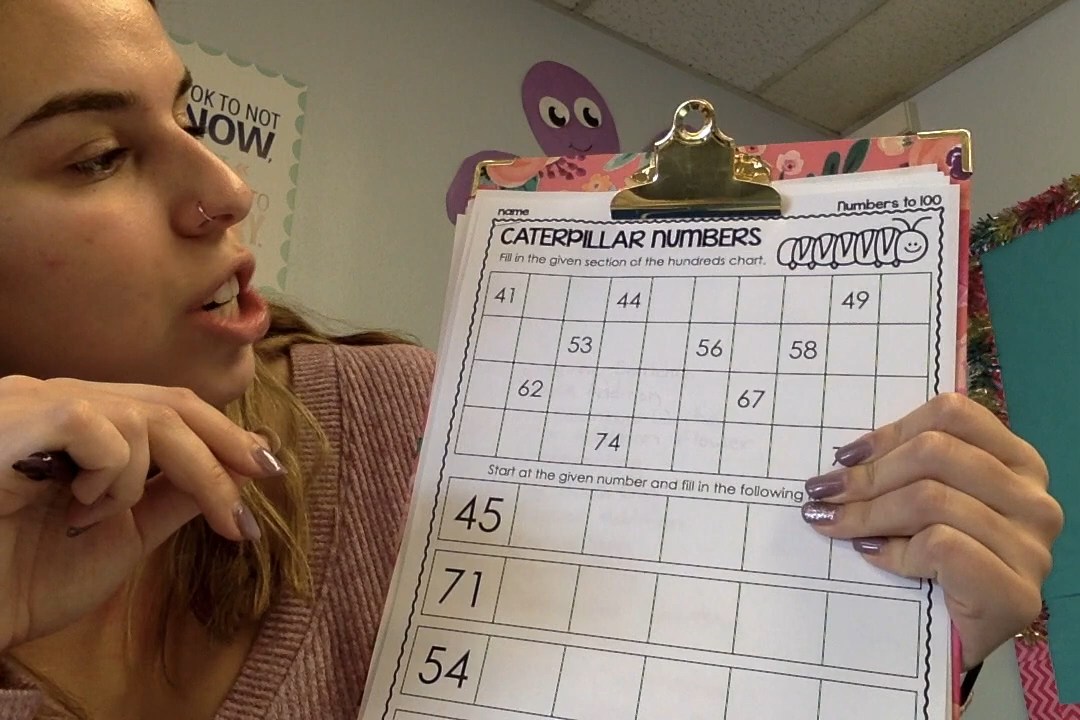 OK TO NOT
NOW,
TO
name
Numbers to 100
CATERPILLAR NUMBERS
Fill in the given section of the hundreds chart.
41 44 49
53 56 58
62 67
74
Start at the given number and fill in the following
45
71
54